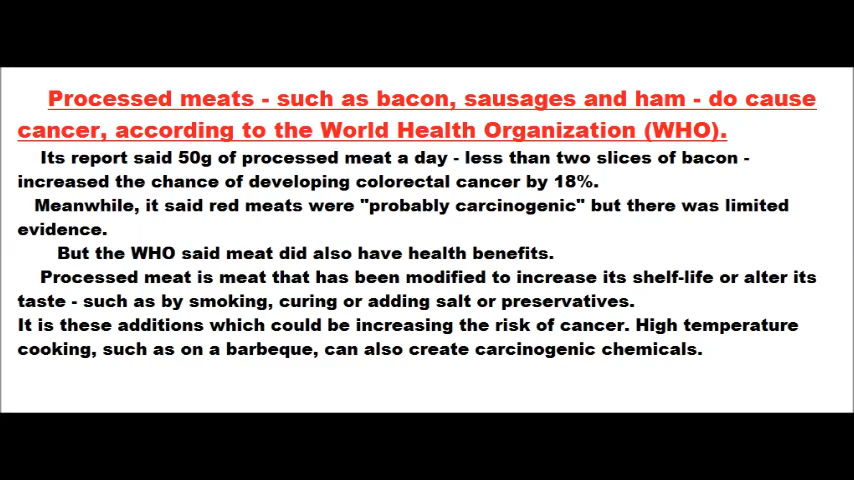 Processed meats - such as bacon, sausages and ham - do cause
cancer, according to the World Health Organization (WHO).
Its report said 50g of processed meat a day - less than two slices of bacon -
increased the chance of developing colorectal cancer by 18%.
Meanwhile, it said red meats were "probably carcinogenic" but there was limited
evidence.
But the WHO said meat did also have health benefits.
Processed meat is meat that has been modified to increase its shelf-life or alter its
taste - such as by smoking, curing or adding salt or preservatives.
It is these additions which could be increasing the risk of cancer. High temperature
cooking, such as on a barbeque, can also create carcinogenic chemicals.